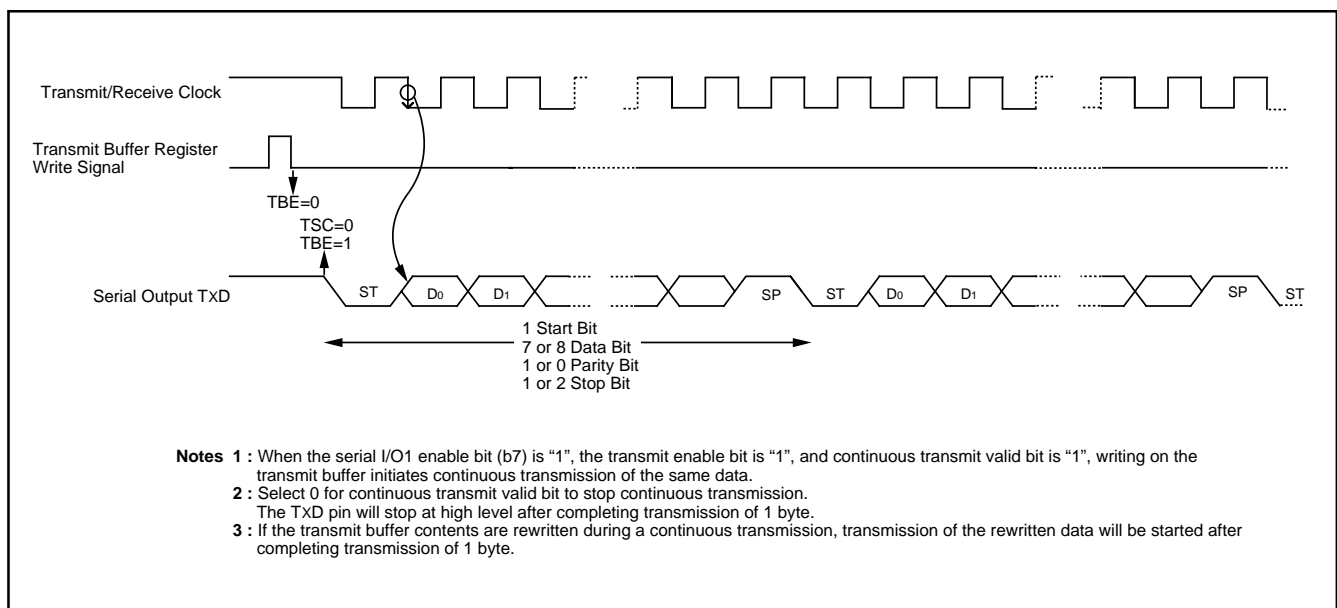 Transmit/Receive Clock
Transmit Buffer Register
Write Signal
TBE=0
TSC=0
TBE=1
Serial Output TXD
ST D0 D1 SP ST D0 D1 SP ST
1 Start Bit
7 or 8 Data Bit
1 or 0 Parity Bit
1 or 2 Stop Bit
Notes 1 : When the serial I/O1 enable bit (b7) is “1”, the transmit enable bit is “1”, and continuous transmit valid bit is “1”, writing on the
transmit buffer initiates continuous transmission of the same data.
2 : Select 0 for continuous transmit valid bit to stop continuous transmission.
The TXD pin will stop at high level after completing transmission of 1 byte.
3 : If the transmit buffer contents are rewritten during a continuous transmission, transmission of the rewritten data will be started after
completing transmission of 1 byte.